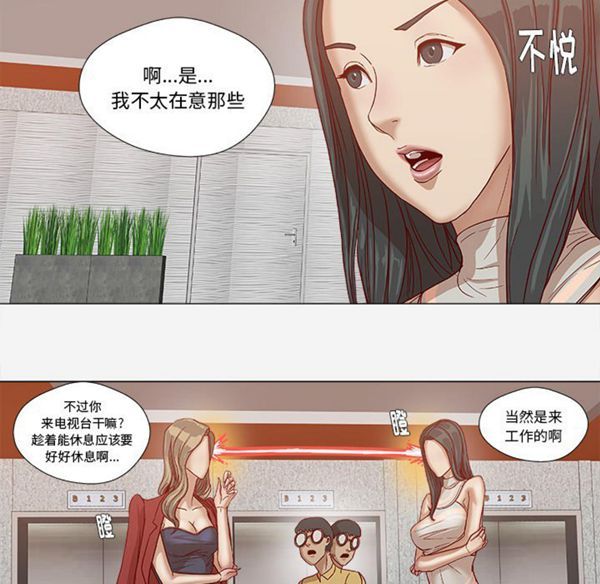 不悦
啊...是...
我不太在意那些
不过你
来电视台干嘛?
趁着能休息应该要
好好休息啊...
瞪
当然是来
工作的啊
B 1 2 3
B 1 2 3
B 1 2 3
瞪